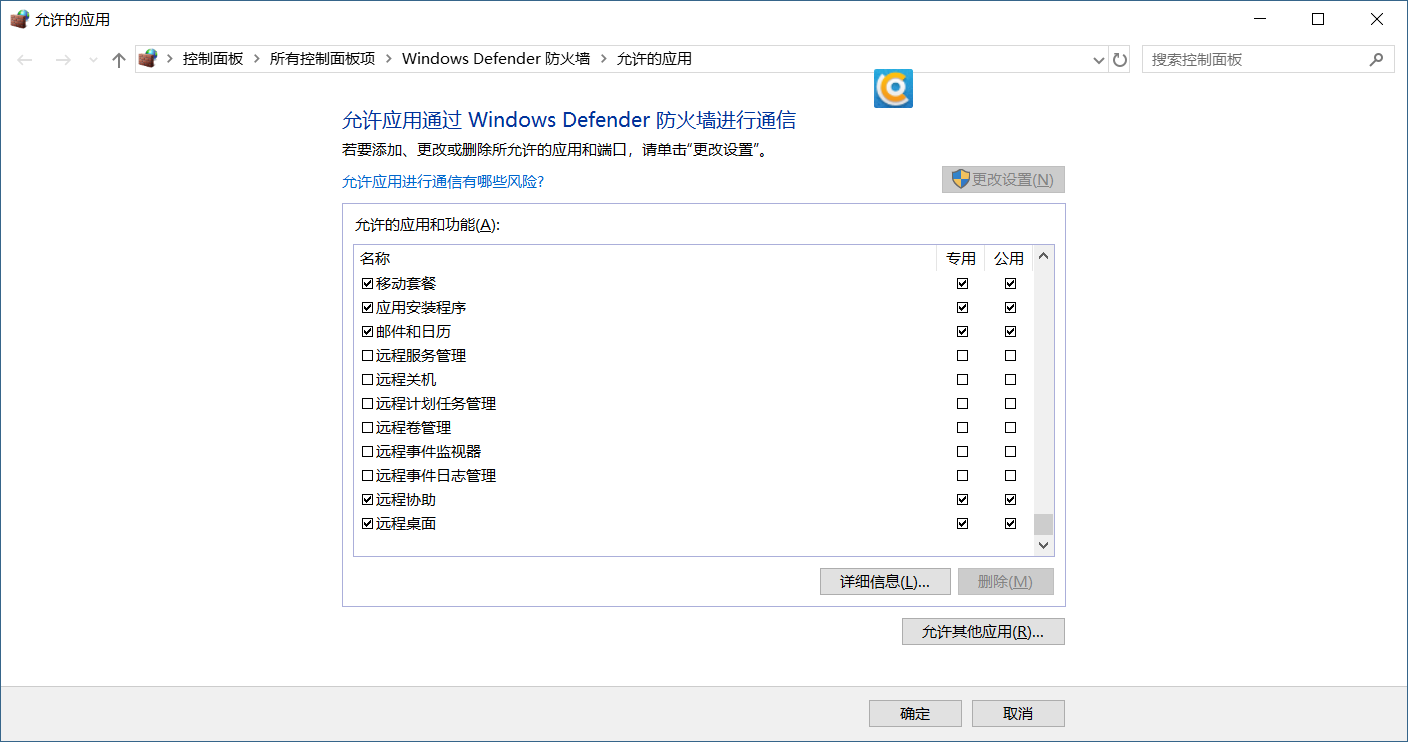 允许的应用
控制面板 > 所有控制面板项 > Windows Defender 防火墙 > 允许的应用
搜索控制面板
允许应用通过 Windows Defender 防火墙进行通信
若要添加、更改或删除所允许的应用和端口，请单击“更改设置”。
允许应用进行通信有哪些风险?
更改设置(N)
允许的应用和功能(A):
名称 专用 公用
移动套餐
应用安装程序
邮件和日历
远程服务管理
远程关机
远程计划任务管理
远程卷管理
远程事件监视器
远程事件日志管理
远程协助
远程桌面
详细信息(L)... 删除(M)
允许其他应用(R)...
确定 取消